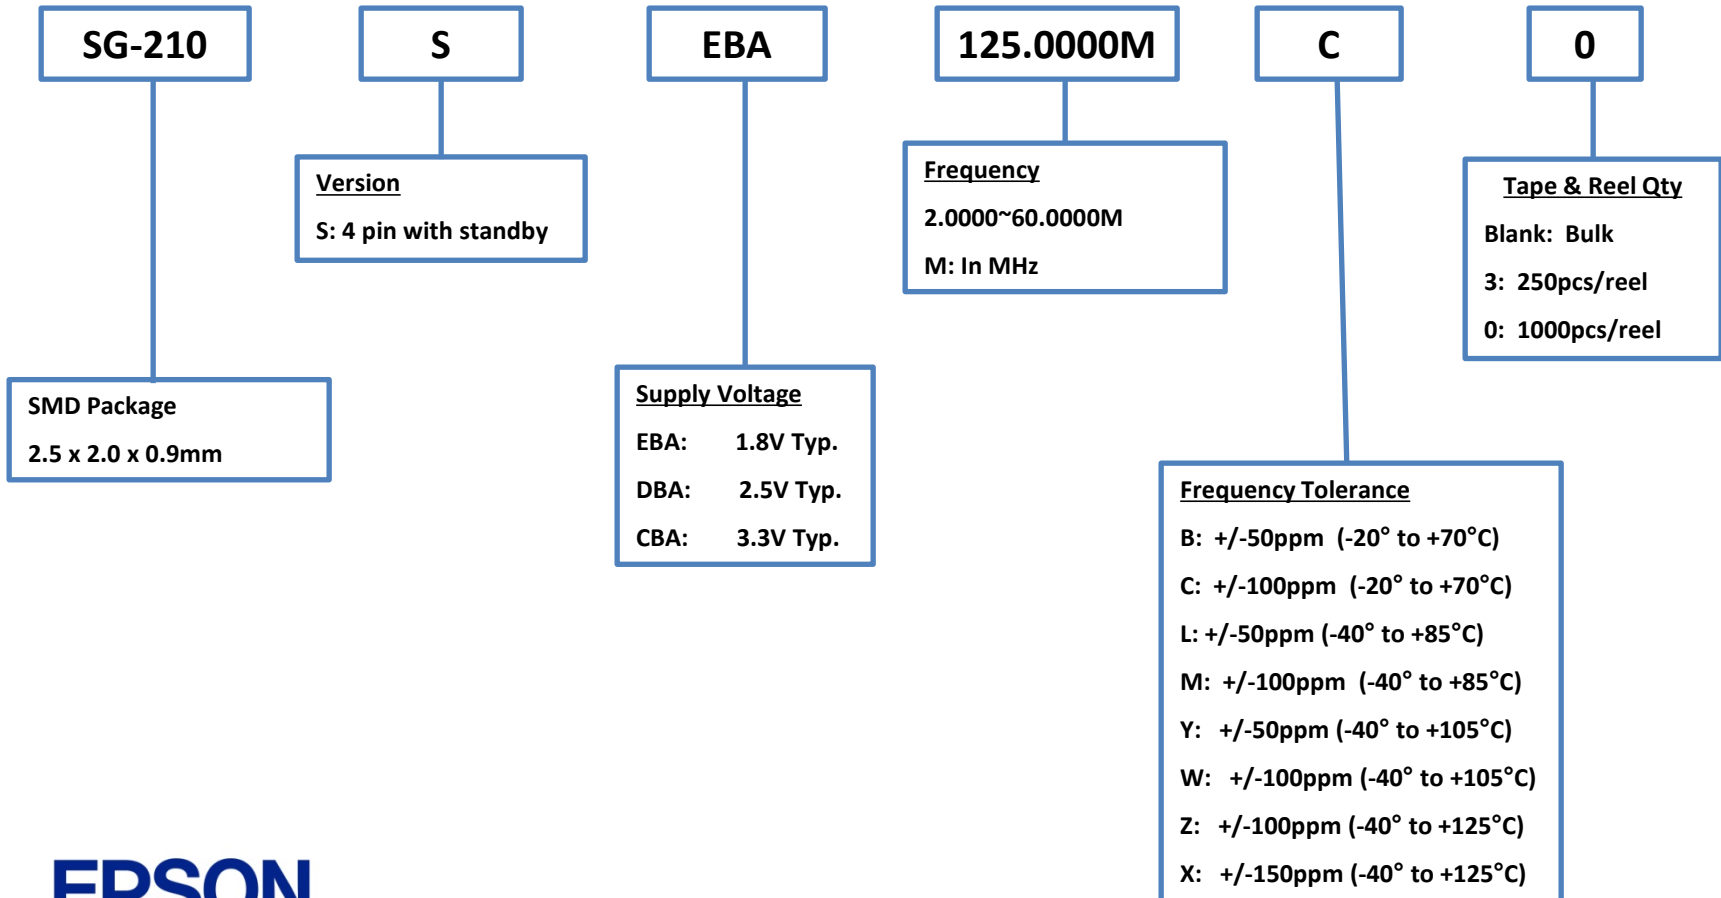 SG-210
S
EBA
125.0000M
C
0
Version
S: 4 pin with standby
Frequency
2.0000~60.0000M
M: In MHz
Tape & Reel Qty
Blank: Bulk
3: 250pcs/reel
0: 1000pcs/reel
SMD Package
2.5 x 2.0 x 0.9mm
Supply Voltage
EBA: 1.8V Typ.
DBA: 2.5V Typ.
CBA: 3.3V Typ.
Frequency Tolerance
B: +/-50ppm (-20° to +70°C)
C: +/-100ppm (-20° to +70°C)
L: +/-50ppm (-40° to +85°C)
M: +/-100ppm (-40° to +85°C)
Y: +/-50ppm (-40° to +105°C)
W: +/-100ppm (-40° to +105°C)
Z: +/-100ppm (-40° to +125°C)
X: +/-150ppm (-40° to +125°C)
EPSON